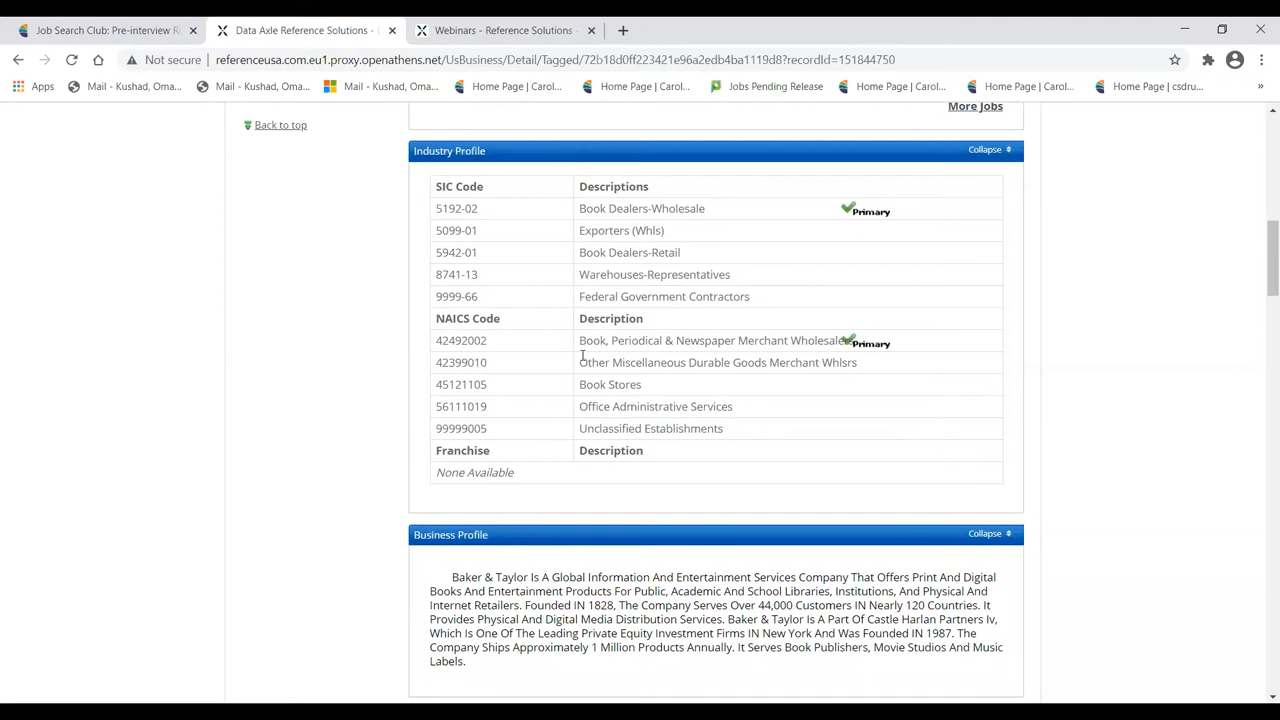 Job Search Club: Pre-interview R
Data Axle Reference Solutions -
Webinars - Reference Solutions -
Not secure
referenceusa.com.eu1.proxy.openathens.net/UsBusiness/Detail/Tagged/72b18d0ff223421e96a2edb4ba1119d8?recordId=151844750
Apps
Mail - Kushad, Oma...
Mail - Kushad, Oma...
Mail - Kushad, Oma...
Home Page | Carol...
Home Page | Carol...
Jobs Pending Release
Home Page | Carol...
Home Page | Carol...
Home Page | csdru...
»
Back to top
More Jobs
Industry Profile
Collapse
SIC Code Descriptions
5192-02 Book Dealers-Wholesale Primary
5099-01 Exporters (Whls)
5942-01 Book Dealers-Retail
8741-13 Warehouses-Representatives
9999-66 Federal Government Contractors
NAICS Code Description
42492002 Book, Periodical & Newspaper Merchant Wholesale Primary
42399010 Other Miscellaneous Durable Goods Merchant Whlsrs
45121105 Book Stores
56111019 Office Administrative Services
99999005 Unclassified Establishments
Franchise Description
None Available
Business Profile
Collapse
Baker & Taylor Is A Global Information And Entertainment Services Company That Offers Print And Digital
Books And Entertainment Products For Public, Academic And School Libraries, Institutions, And Physical And
Internet Retailers. Founded IN 1828, The Company Serves Over 44,000 Customers IN Nearly 120 Countries. It
Provides Physical And Digital Media Distribution Services. Baker & Taylor Is A Part Of Castle Harlan Partners Iv,
Which Is One Of The Leading Private Equity Investment Firms IN New York And Was Founded IN 1987. The
Company Ships Approximately 1 Million Products Annually. It Serves Book Publishers, Movie Studios And Music
Labels.